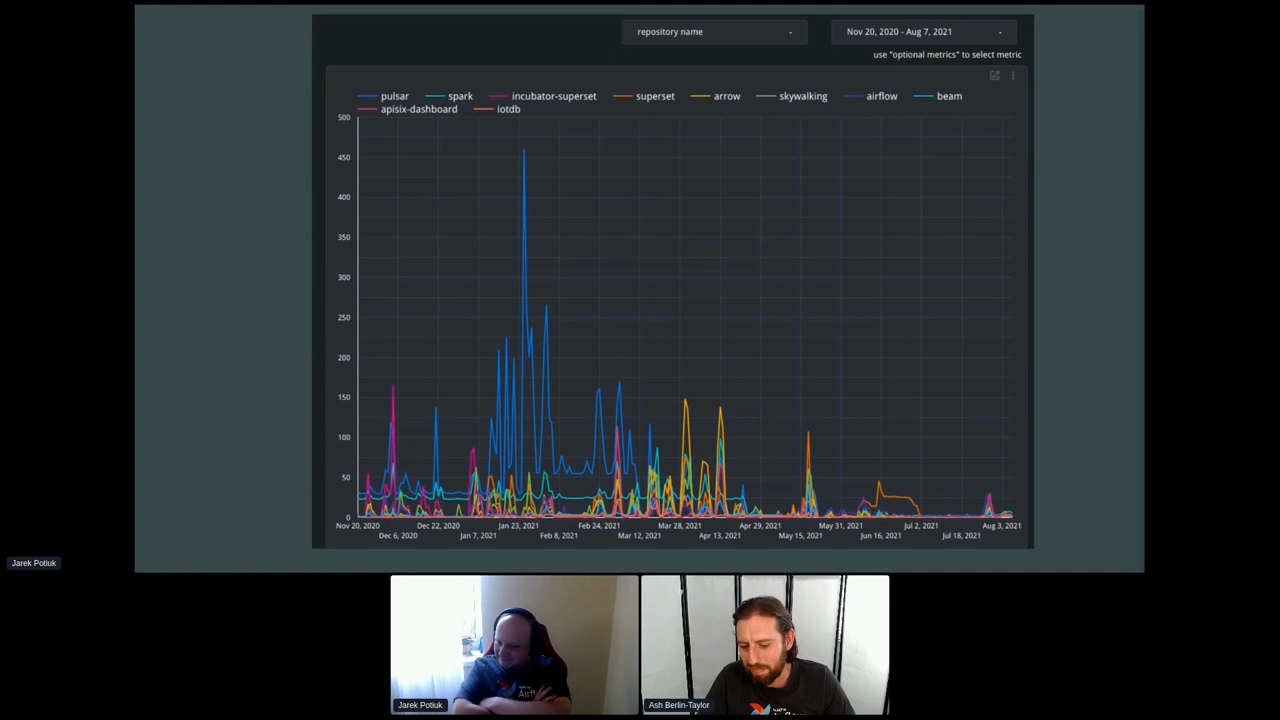 repository name
Nov 20, 2020 - Aug 7, 2021
use "optional metrics" to select metric
pulsar spark incubator-superset superset arrow skywalking airflow beam
apisix-dashboard iotdb
500
450
400
350
300
250
200
150
100
50
0
Nov 20, 2020 Dec 22, 2020 Jan 23, 2021 Feb 24, 2021 Mar 28, 2021 Apr 29, 2021 May 31, 2021 Jul 2, 2021 Aug 3, 2021
Dec 6, 2020 Jan 7, 2021 Feb 8, 2021 Mar 12, 2021 Apr 13, 2021 May 15, 2021 Jun 16, 2021 Jul 18, 2021
Jarek Potiuk
Jarek Potiuk
Ash Berlin-Taylor